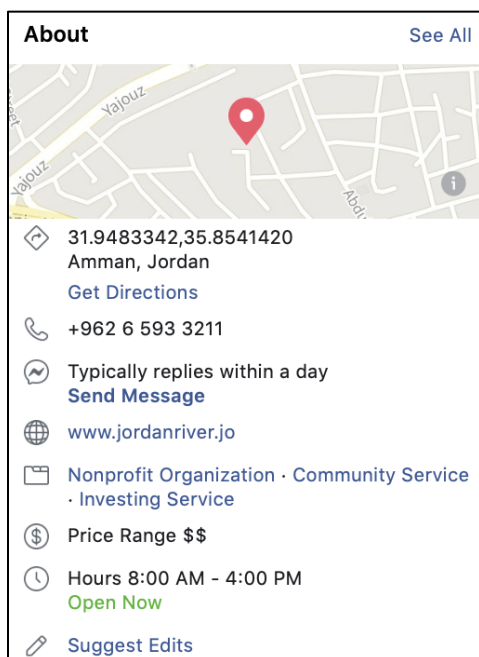 About
See All
Yajouz
Street
Yajouz
Abdu
31.9483342,35.8541420
Amman, Jordan
Get Directions
+962 6 593 3211
Typically replies within a day
Send Message
www.jordanriver.jo
Nonprofit Organization · Community Service
· Investing Service
Price Range $$
Hours 8:00 AM - 4:00 PM
Open Now
Suggest Edits